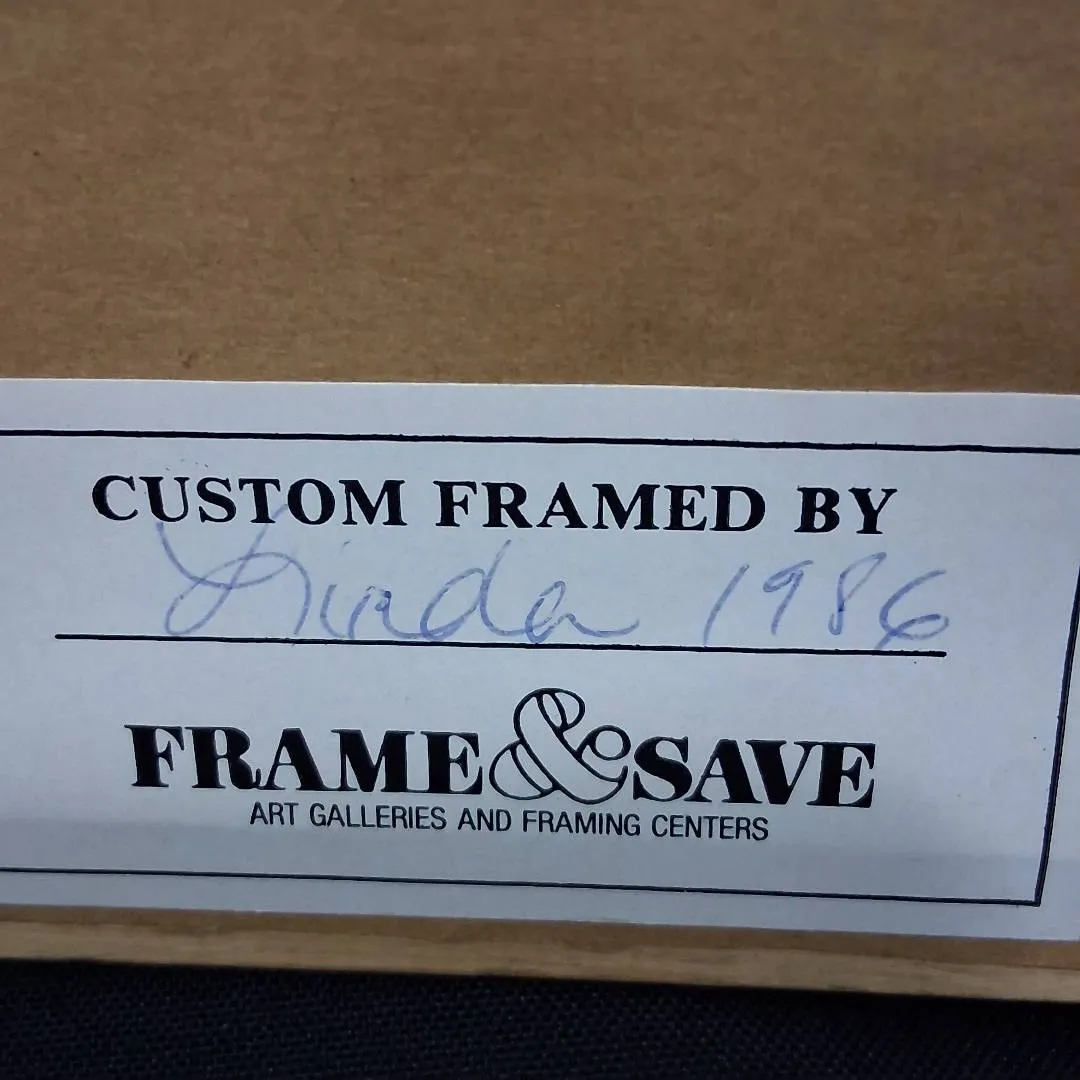 CUSTOM FRAMED BY
Linda 1986
FRAME & SAVE
ART GALLERIES AND FRAMING CENTERS